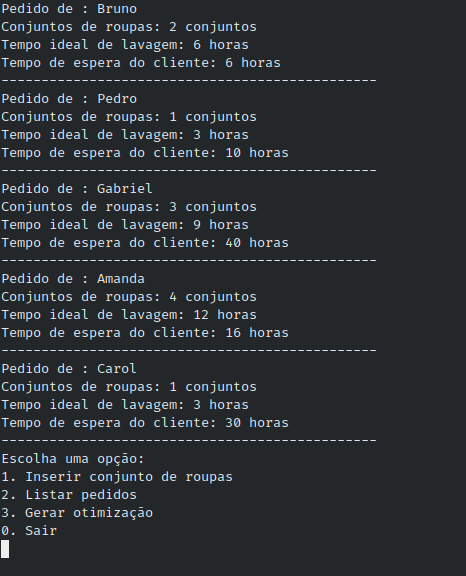 Pedido de : Bruno
Conjuntos de roupas: 2 conjuntos
Tempo ideal de lavagem: 6 horas
Tempo de espera do cliente: 6 horas
-----------------------------------------------
Pedido de : Pedro
Conjuntos de roupas: 1 conjuntos
Tempo ideal de lavagem: 3 horas
Tempo de espera do cliente: 10 horas
-----------------------------------------------
Pedido de : Gabriel
Conjuntos de roupas: 3 conjuntos
Tempo ideal de lavagem: 9 horas
Tempo de espera do cliente: 40 horas
-----------------------------------------------
Pedido de : Amanda
Conjuntos de roupas: 4 conjuntos
Tempo ideal de lavagem: 12 horas
Tempo de espera do cliente: 16 horas
-----------------------------------------------
Pedido de : Carol
Conjuntos de roupas: 1 conjuntos
Tempo ideal de lavagem: 3 horas
Tempo de espera do cliente: 30 horas
-----------------------------------------------
Escolha uma opção:
1. Inserir conjunto de roupas
2. Listar pedidos
3. Gerar otimização
0. Sair